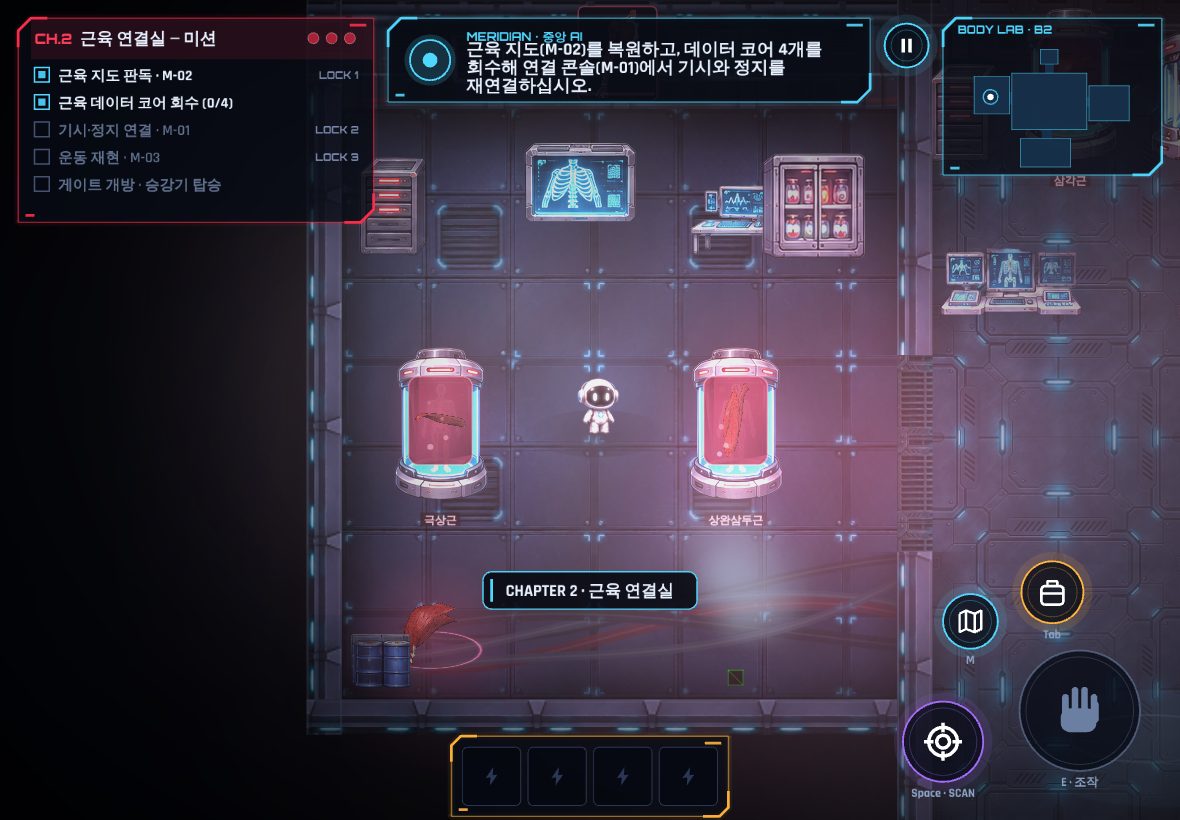 CH.2 근육 연결실 – 미션
근육 지도 판독 · M-02 LOCK 1
근육 데이터 코어 회수 (0/4)
기시·정지 연결 · M-01 LOCK 2
운동 재현 · M-03 LOCK 3
게이트 개방 · 승강기 탑승
MERIDIAN · 중앙 AI
근육 지도(M-02)를 복원하고, 데이터 코어 4개를
회수해 연결 콘솔(M-01)에서 기시와 정지를
재연결하십시오.
BODY LAB · B2
삼각근
극상근
상완삼두근
CHAPTER 2 · 근육 연결실
Tab
M
Space · SCAN
E · 조작